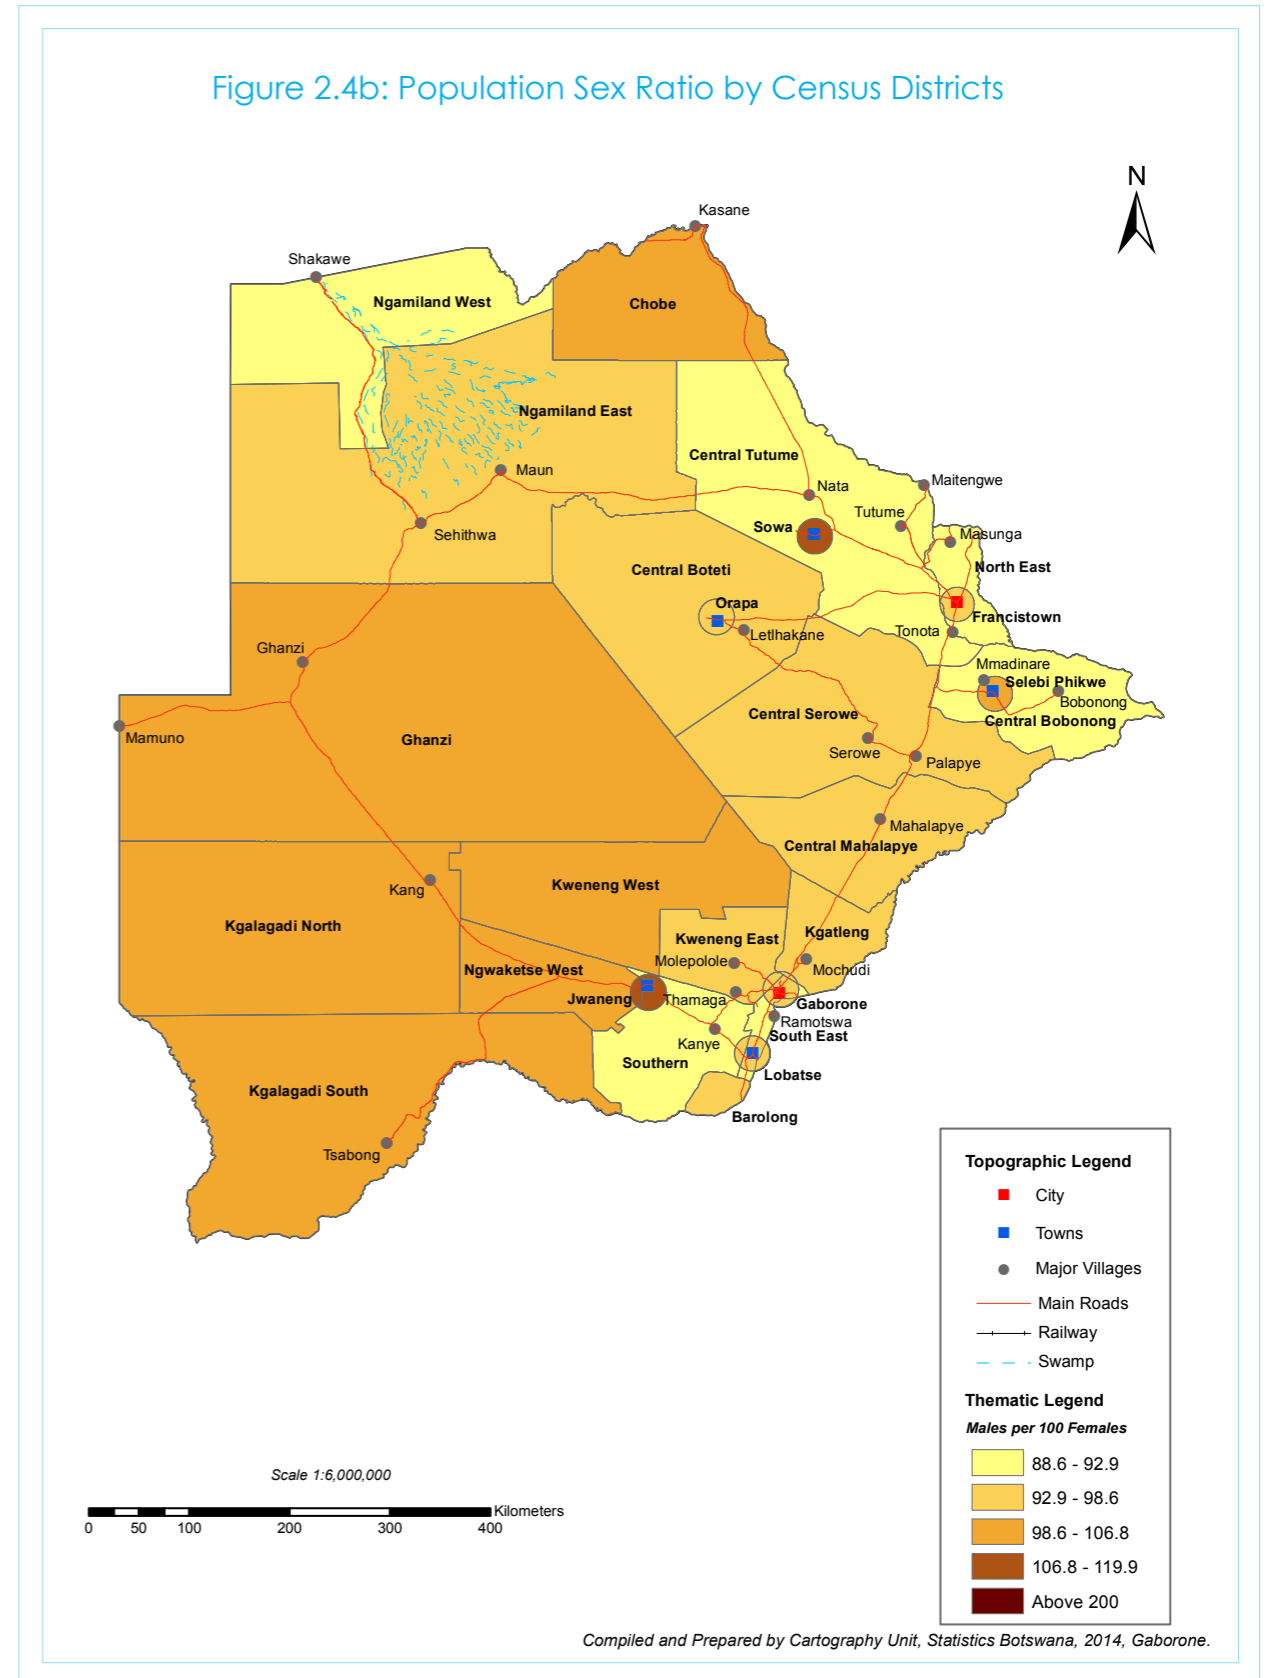 Figure 2.4b: Population Sex Ratio by Census Districts
N
Kasane
Shakawe
Ngamiland West
Chobe
Ngamiland East
Central Tutume
Maun
Nata
Maitengwe
Tutume
Sowa
Sehithwa
Masunga
North East
Central Boteti
Orapa
Francistown
Letlhakane
Tonota
Ghanzi
Mmadinare
Selebi Phikwe
Bobonong
Central Bobonong
Central Serowe
Mamuno
Ghanzi
Serowe
Palapye
Mahalapye
Central Mahalapye
Kang
Kweneng West
Kgalagadi North
Kweneng East
Kgatleng
Molepolole
Mochudi
Ngwaketse West
Jwaneng
Thamaga
Gaborone
Ramotswa
Kanye
South East
Southern
Lobatse
Kgalagadi South
Barolong
Tsabong
Topographic Legend
City
Towns
Major Villages
Main Roads
Railway
Swamp
Thematic Legend
Males per 100 Females
88.6 - 92.9
92.9 - 98.6
98.6 - 106.8
106.8 - 119.9
Above 200
Scale 1:6,000,000
Kilometers
0 50 100 200 300 400
Compiled and Prepared by Cartography Unit, Statistics Botswana, 2014, Gaborone.